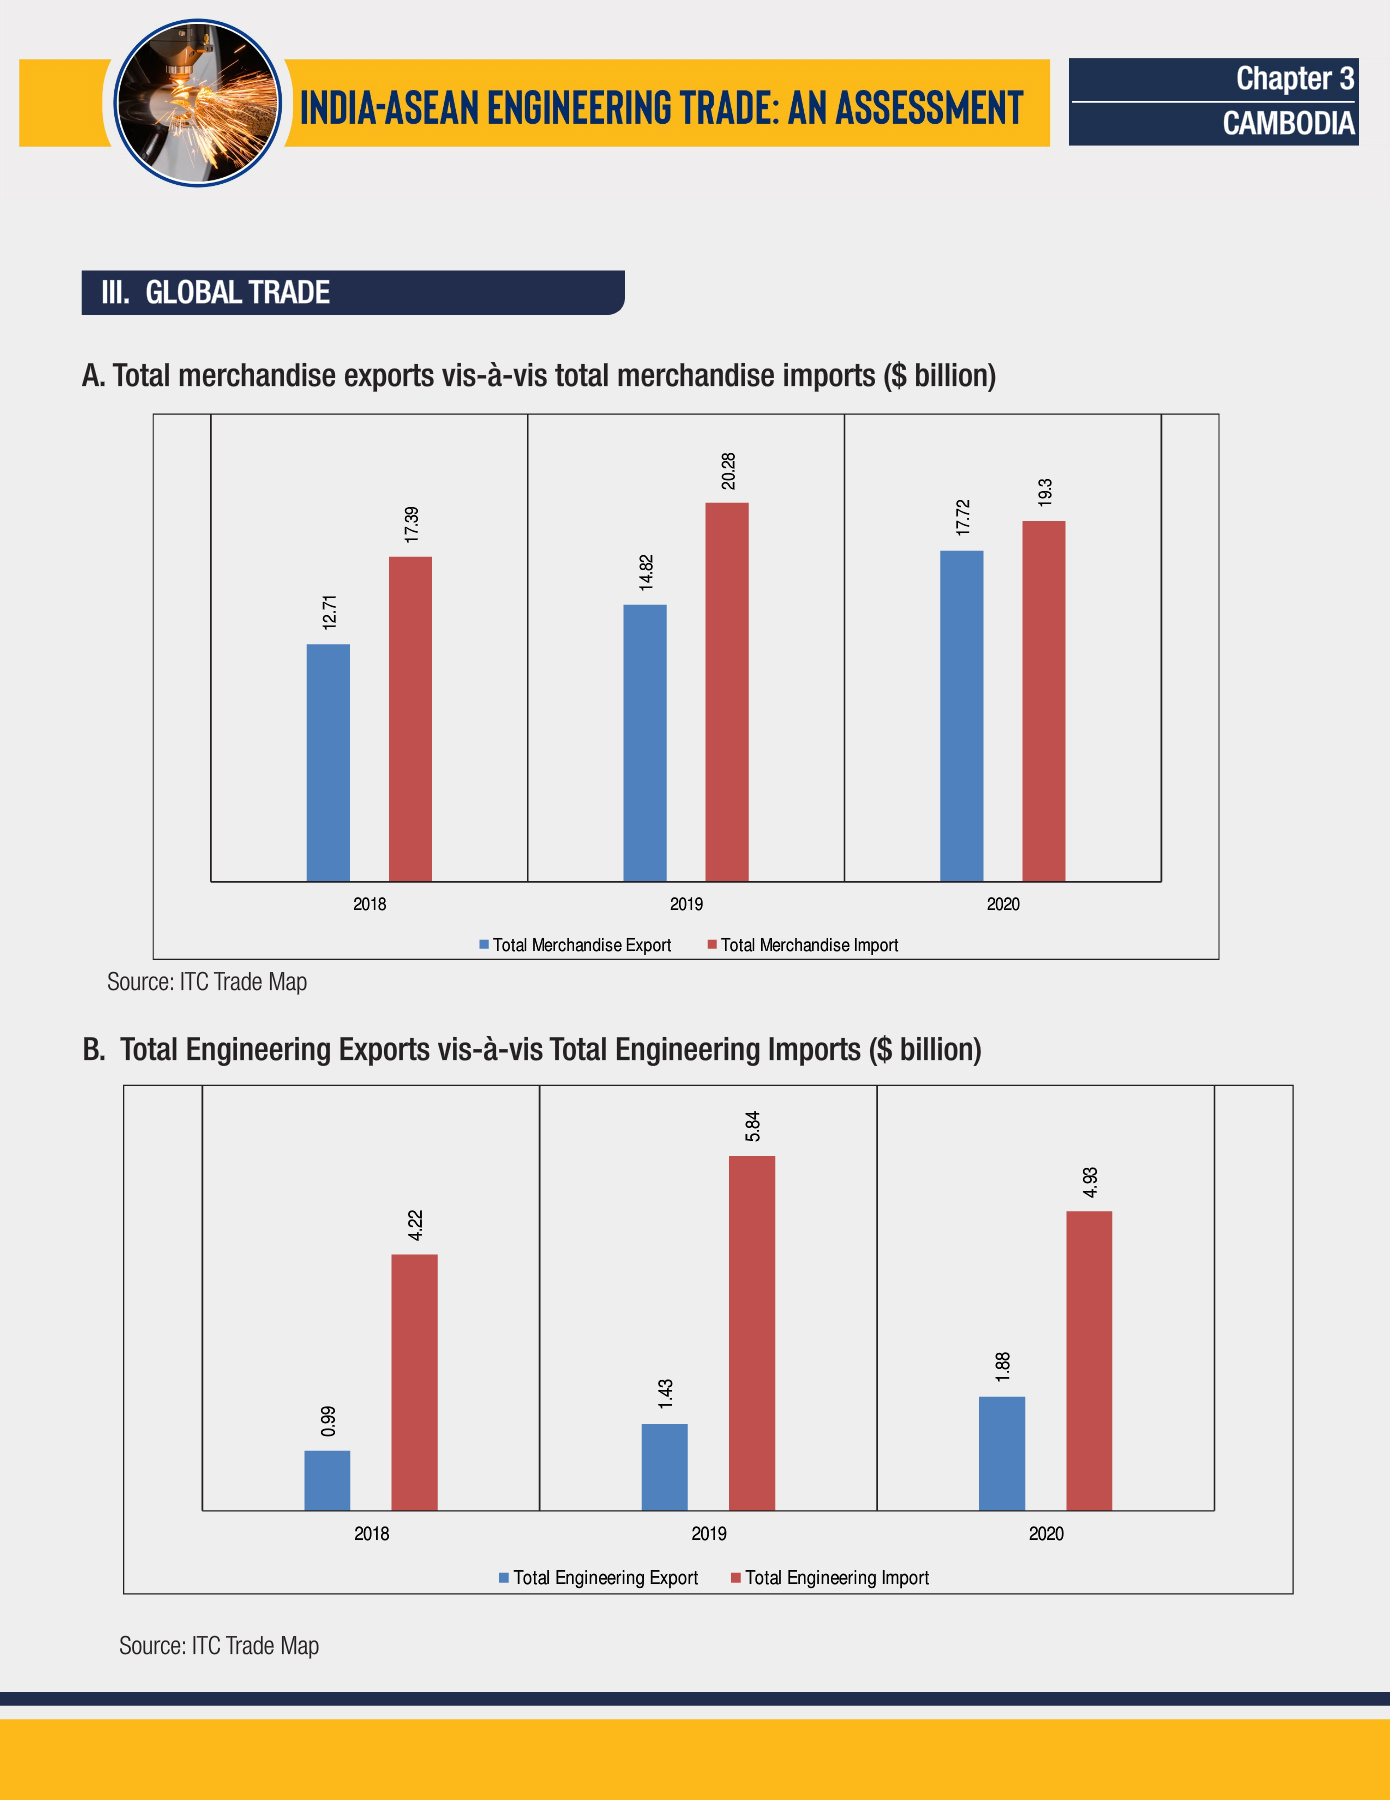 INDIA-ASEAN ENGINEERING TRADE: AN ASSESSMENT
Chapter 3
CAMBODIA
III. GLOBAL TRADE
A. Total merchandise exports vis-à-vis total merchandise imports ($ billion)
12.71
17.39
14.82
20.28
17.72
19.3
2018
2019
2020
Total Merchandise Export
Total Merchandise Import
Source: ITC Trade Map
B. Total Engineering Exports vis-à-vis Total Engineering Imports ($ billion)
0.99
4.22
1.43
5.84
1.88
4.93
2018
2019
2020
Total Engineering Export
Total Engineering Import
Source: ITC Trade Map